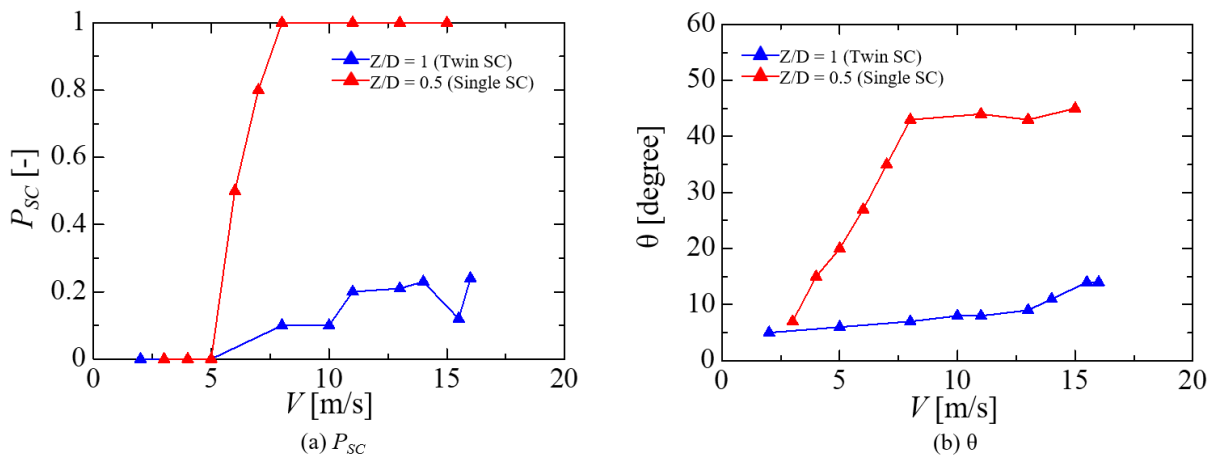 1
0.8
0.6
0.4
0.2
0
P_SC [-]
Z/D = 1 (Twin SC)
Z/D = 0.5 (Single SC)
0 5 10 15 20
V [m/s]
(a) P_SC
60
50
40
30
20
10
0
θ [degree]
Z/D = 1 (Twin SC)
Z/D = 0.5 (Single SC)
0 5 10 15 20
V [m/s]
(b) θ